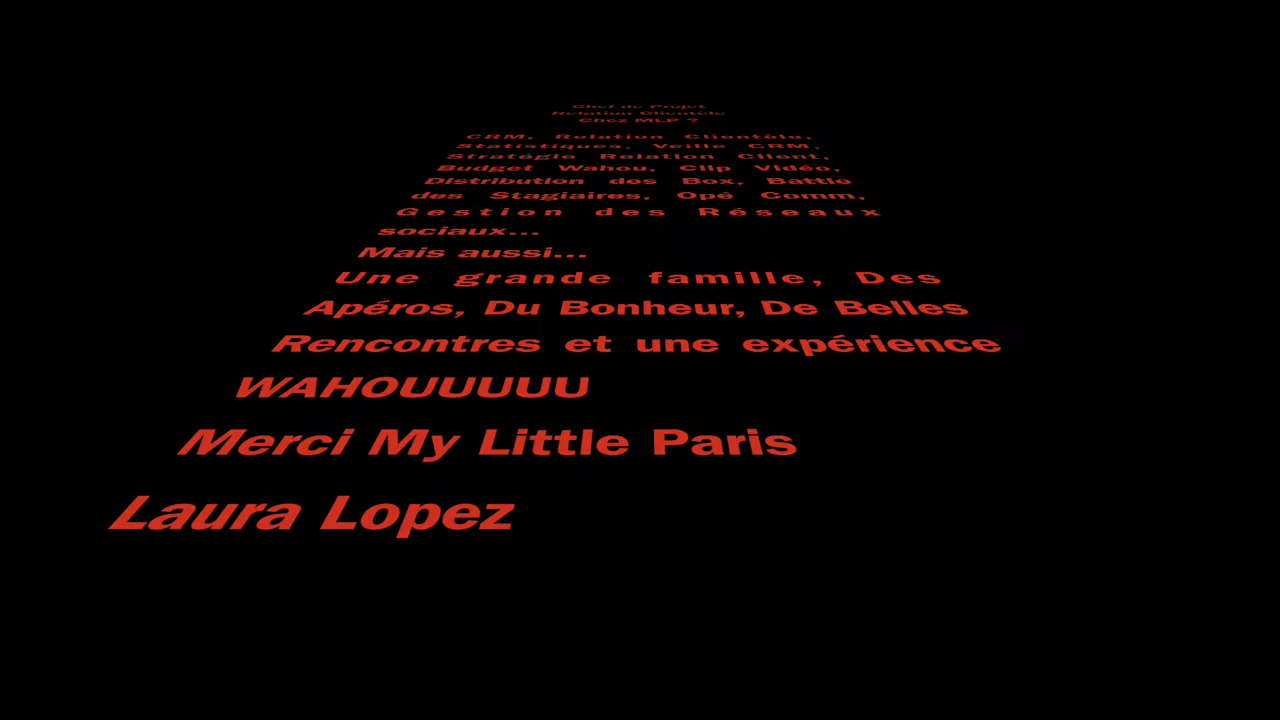 Chef de Projet
Relation Clientèle
Chez MLP ?
CRM, Relation Clientèle,
Statistiques, Veille CRM,
Stratégie Relation Client,
Budget Wahou, Clip Vidéo,
Distribution des Box, Battle
des Stagiaires, Opé Comm,
Gestion des Réseaux
sociaux...
Mais aussi...
Une grande famille, Des
Apéros, Du Bonheur, De Belles
Rencontres et une expérience
WAHOUUUUUU
Merci My Little Paris
Laura Lopez